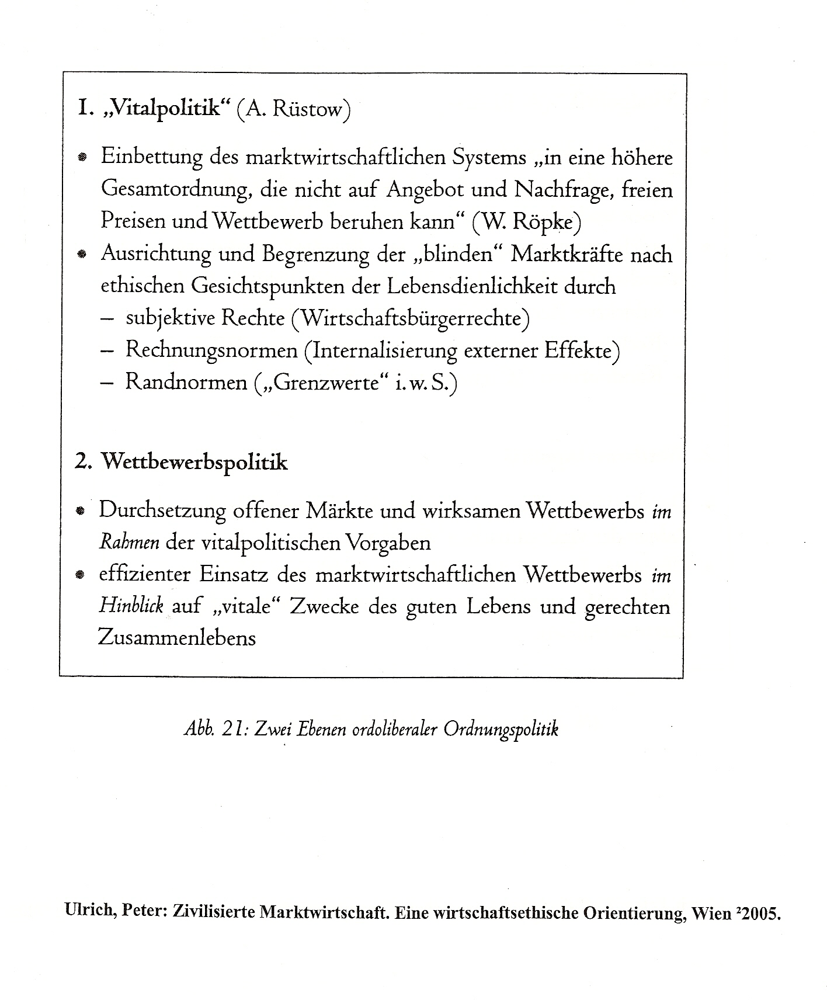 1. „Vitalpolitik“ (A. Rüstow)
• Einbettung des marktwirtschaftlichen Systems „in eine höhere
Gesamtordnung, die nicht auf Angebot und Nachfrage, freien
Preisen und Wettbewerb beruhen kann“ (W. Röpke)
• Ausrichtung und Begrenzung der „blinden“ Marktkräfte nach
ethischen Gesichtspunkten der Lebensdienlichkeit durch
– subjektive Rechte (Wirtschaftsbürgerrechte)
– Rechnungsnormen (Internalisierung externer Effekte)
– Randnormen („Grenzwerte“ i. w. S.)
2. Wettbewerbspolitik
• Durchsetzung offener Märkte und wirksamen Wettbewerbs im
Rahmen der vitalpolitischen Vorgaben
• effizienter Einsatz des marktwirtschaftlichen Wettbewerbs im
Hinblick auf „vitale“ Zwecke des guten Lebens und gerechten
Zusammenlebens
Abb. 21: Zwei Ebenen ordoliberaler Ordnungspolitik
Ulrich, Peter: Zivilisierte Marktwirtschaft. Eine wirtschaftsethische Orientierung, Wien ²2005.